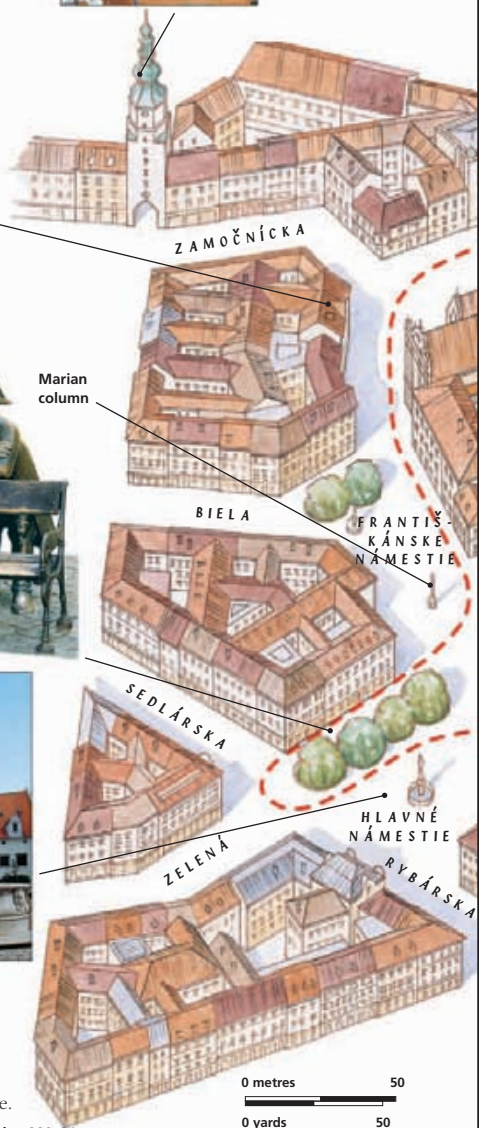 ZAMOČNÍCKA
Marian
column
BIELA
FRANTIŠ-
KÁNSKE
NÁMESTIE
SEDLÁRSKA
HLAVNÉ
NÁMESTIE
ZELENÁ
RYBÁRSKA
0 metres 50
0 yards 50
e.